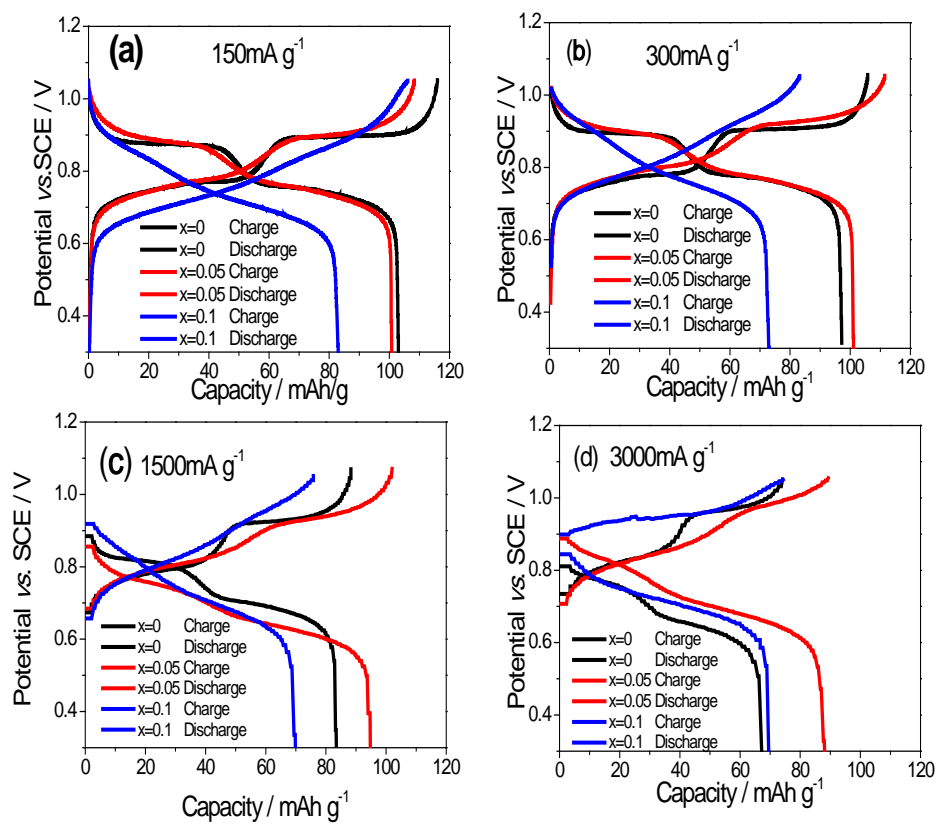 (a) 150mA g-1
Potential vs.SCE / V
1.2
1.0
0.8
0.6
0.4
x=0 Charge
x=0 Discharge
x=0.05 Charge
x=0.05 Discharge
x=0.1 Charge
x=0.1 Discharge
0 20 40 60 80 100 120
Capacity / mAh/g
(b) 300mA g-1
Potential vs.SCE / V
1.2
1.0
0.8
0.6
0.4
x=0 Charge
x=0 Discharge
x=0.05 Charge
x=0.05 Discharge
x=0.1 Charge
x=0.1 Discharge
0 20 40 60 80 100 120
Capacity / mAh g-1
(c) 1500mA g-1
Potential vs. SCE / V
1.2
1.0
0.8
0.6
0.4
x=0 Charge
x=0 Discharge
x=0.05 Charge
x=0.05 Discharge
x=0.1 Charge
x=0.1 Discharge
0 20 40 60 80 100 120
Capacity / mAh g-1
(d) 3000mA g-1
Potential vs. SCE / V
1.2
1.0
0.8
0.6
0.4
x=0 Charge
x=0 Discharge
x=0.05 Charge
x=0.05 Discharge
x=0.1 Charge
x=0.1 Discharge
0 20 40 60 80 100 120
Capacity / mAh g-1